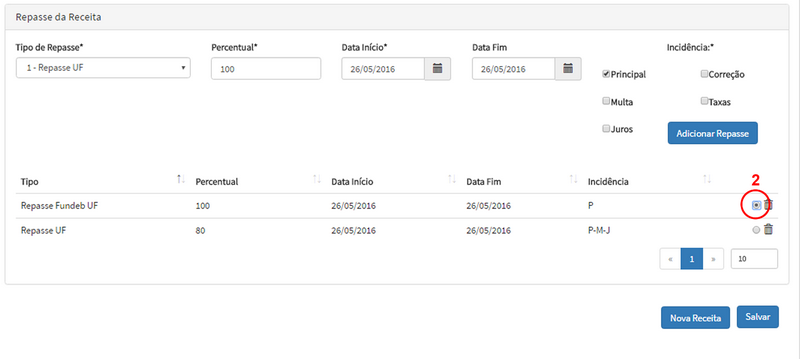 Repasse da Receita
Tipo de Repasse* Percentual* Data Início* Data Fim Incidência:*
1 - Repasse UF 100 26/05/2016 26/05/2016
Principal Correção
Multa Taxas
Juros Adicionar Repasse
2
Tipo Percentual Data Início Data Fim Incidência
Repasse Fundeb UF 100 26/05/2016 26/05/2016 P
Repasse UF 80 26/05/2016 26/05/2016 P-M-J
« 1 » 10
Nova Receita Salvar